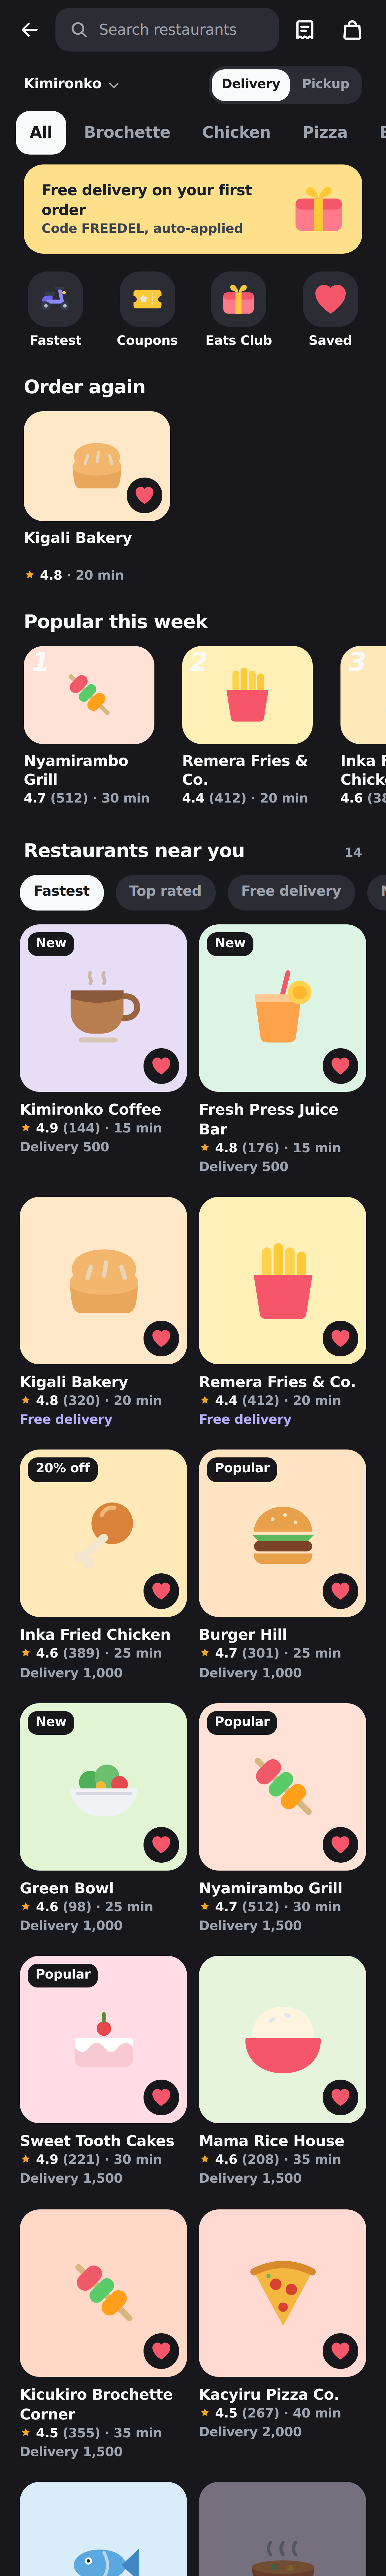 Search restaurants
Kimironko
Delivery
Pickup
All
Brochette
Chicken
Pizza
Free delivery on your first
order
Code FREEDEL, auto-applied
Fastest
Coupons
Eats Club
Saved
Order again
Kigali Bakery
4.8 · 20 min
Popular this week
1
2
3
Nyamirambo
Grill
4.7 (512) · 30 min
Remera Fries &
Co.
4.4 (412) · 20 min
Inka
4.6
Restaurants near you
14
Fastest
Top rated
Free delivery
New
Kimironko Coffee
4.9 (144) · 15 min
Delivery 500
New
Fresh Press Juice
Bar
4.8 (176) · 15 min
Delivery 500
Kigali Bakery
4.8 (320) · 20 min
Free delivery
Remera Fries & Co.
4.4 (412) · 20 min
Free delivery
20% off
Inka Fried Chicken
4.6 (389) · 25 min
Delivery 1,000
Popular
Burger Hill
4.7 (301) · 25 min
Delivery 1,000
New
Green Bowl
4.6 (98) · 25 min
Delivery 1,000
Popular
Nyamirambo Grill
4.7 (512) · 30 min
Delivery 1,500
Popular
Sweet Tooth Cakes
4.9 (221) · 30 min
Delivery 1,500
Mama Rice House
4.6 (208) · 35 min
Delivery 1,500
Kicukiro Brochette
Corner
4.5 (355) · 35 min
Delivery 1,500
Kacyiru Pizza Co.
4.5 (267) · 40 min
Delivery 2,000